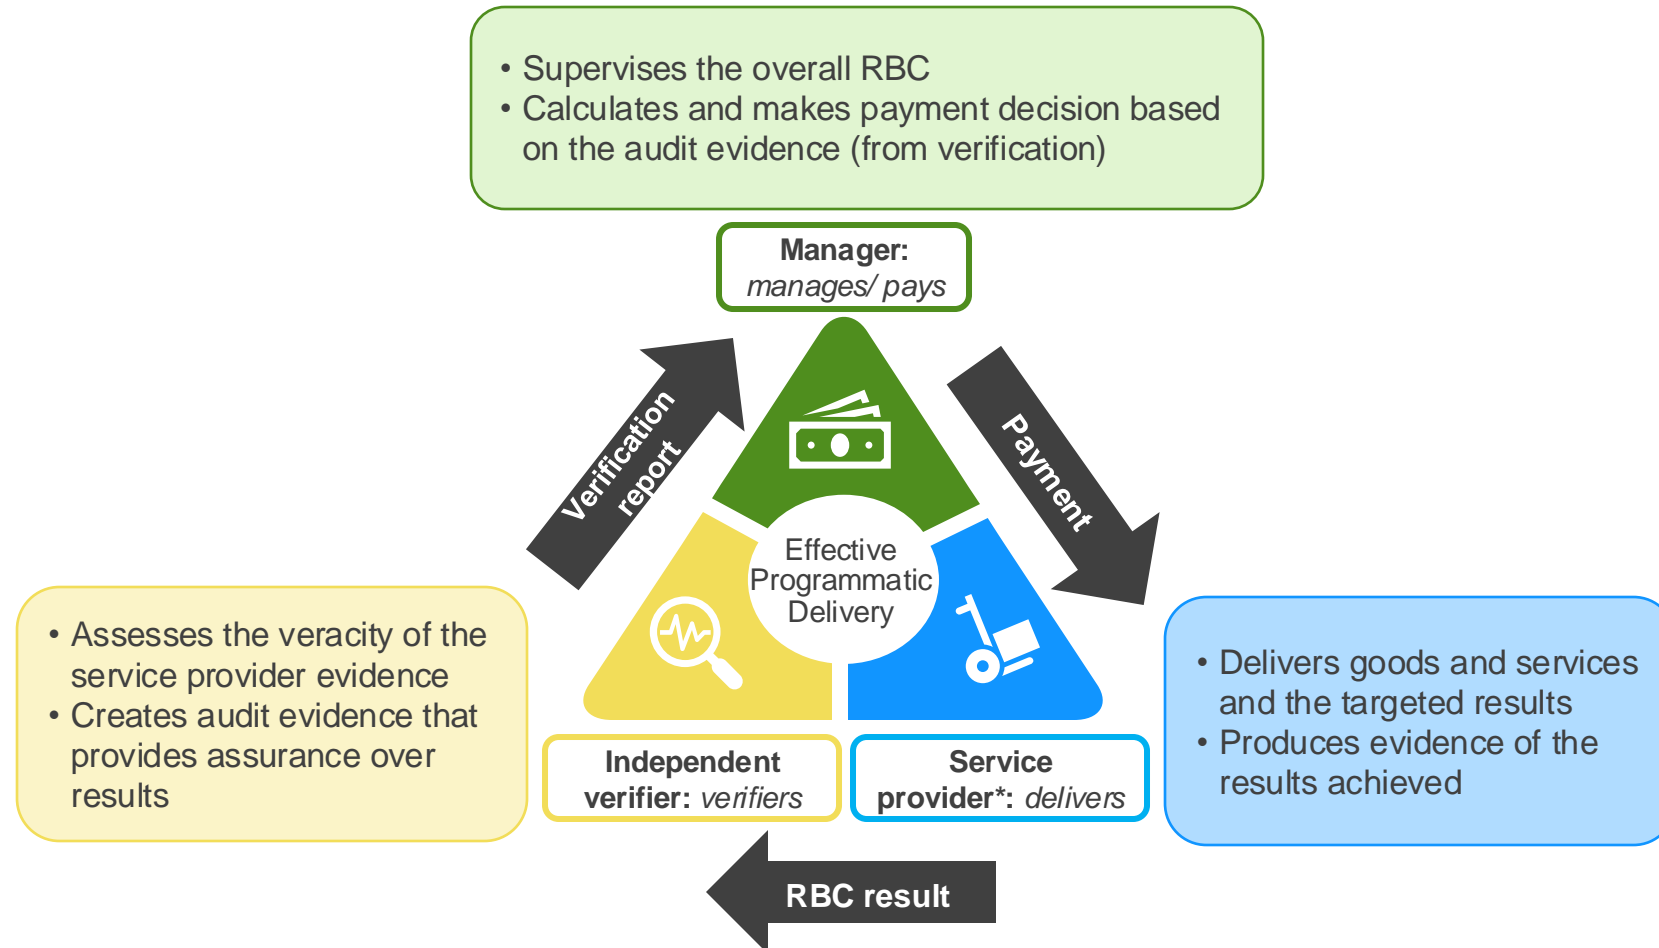 • Supervises the overall RBC
• Calculates and makes payment decision based
on the audit evidence (from verification)
Manager:
manages/ pays
Verification
report
Payment
Effective
Programmatic
Delivery
• Assesses the veracity of the
service provider evidence
• Creates audit evidence that
provides assurance over
results
• Delivers goods and services
and the targeted results
• Produces evidence of the
results achieved
Independent
verifier: verifiers
Service
provider*: delivers
RBC result